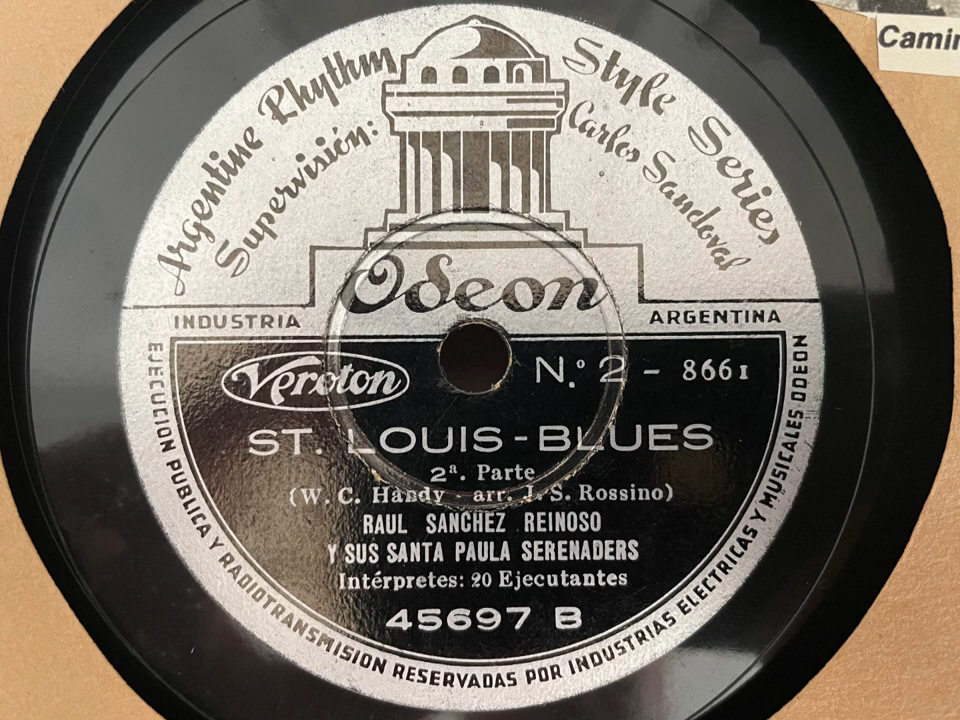 Argentine Rhythm Style Series
Supervisión: Carlos Sandoval
Odeon
INDUSTRIA ARGENTINA
Veroton
N.º 2 - 8661
ST. LOUIS-BLUES
2ª. Parte
(W. C. Handy - arr. J. S. Rossino)
RAUL SANCHEZ REINOSO
Y SUS SANTA PAULA SERENADERS
Intérpretes: 20 Ejecutantes
45697 B
EJECUCION PUBLICA Y RADIOTRANSMISION RESERVADAS POR INDUSTRIAS ELECTRICAS Y MUSICALES ODEON